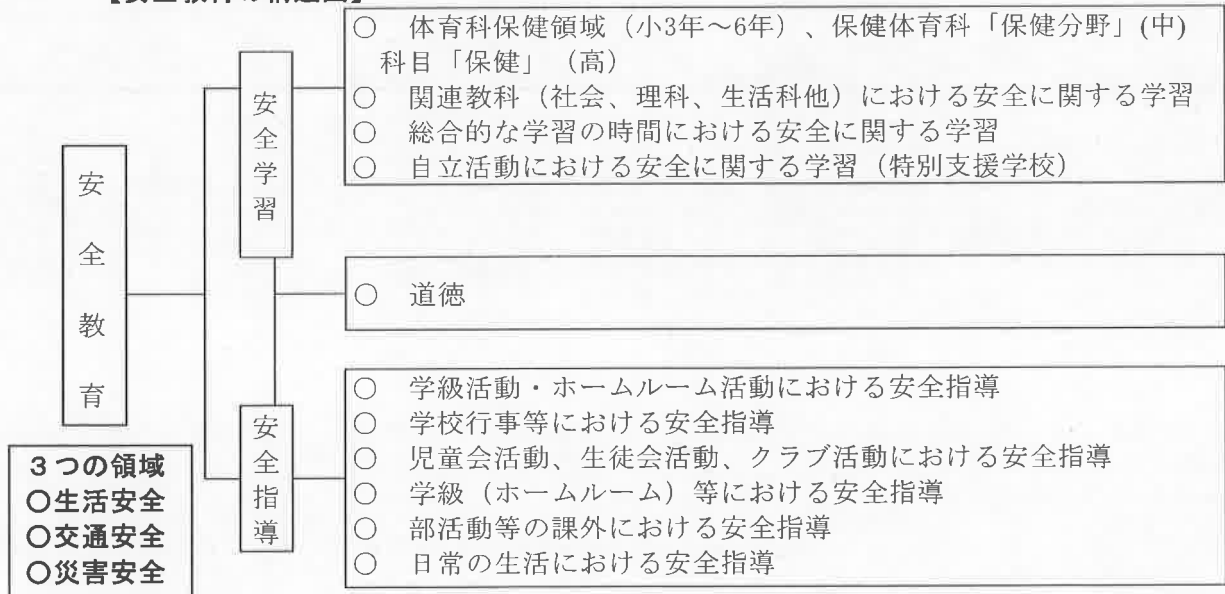 安全教育
３つの領域
〇生活安全
〇交通安全
〇災害安全
安全学習
○ 体育科保健領域（小3年～6年）、保健体育科「保健分野」(中)
科目「保健」（高）
○ 関連教科（社会、理科、生活科他）における安全に関する学習
○ 総合的な学習の時間における安全に関する学習
○ 自立活動における安全に関する学習（特別支援学校）
○ 道徳
安全指導
○ 学級活動・ホームルーム活動における安全指導
○ 学校行事等における安全指導
○ 児童会活動、生徒会活動、クラブ活動における安全指導
○ 学級（ホームルーム）等における安全指導
○ 部活動等の課外における安全指導
○ 日常の生活における安全指導